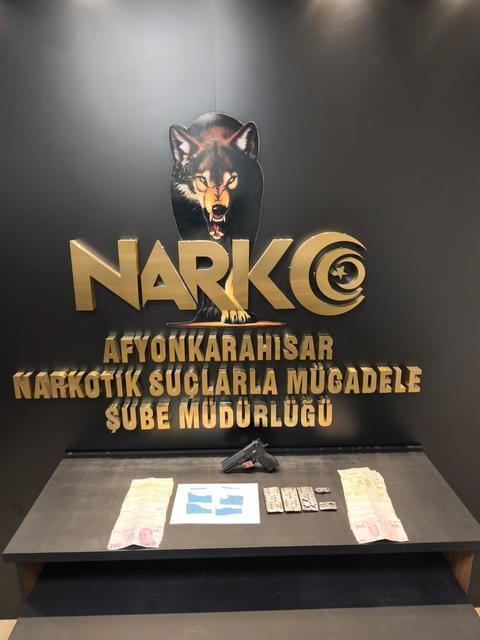 NARKO
AFYONKARAHİSAR
NARKOTİK SUÇLARLA MÜCADELE
ŞUBE MÜDÜRLÜĞÜ